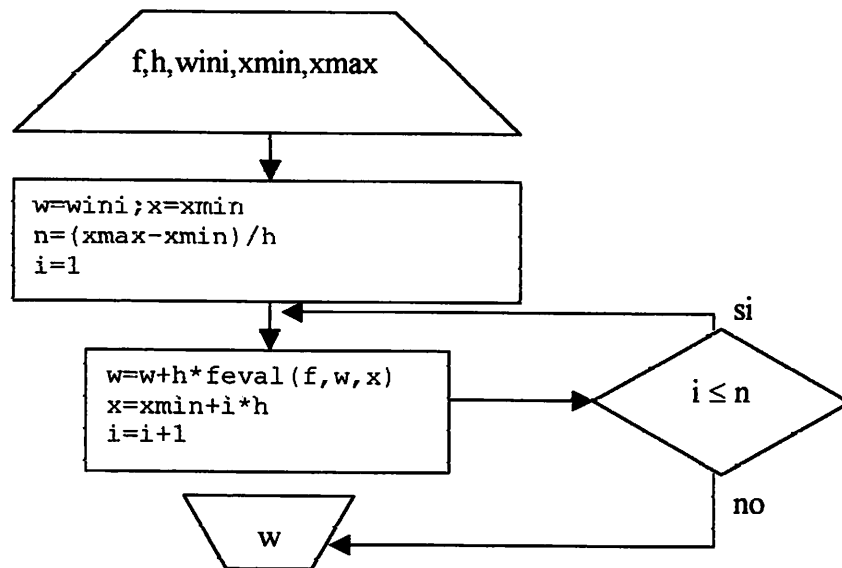 f,h,wini,xmin,xmax
w=wini;x=xmin
n=(xmax-xmin)/h
i=1
si
w=w+h*feval(f,w,x)
x=xmin+i*h
i=i+1
i ≤ n
no
w